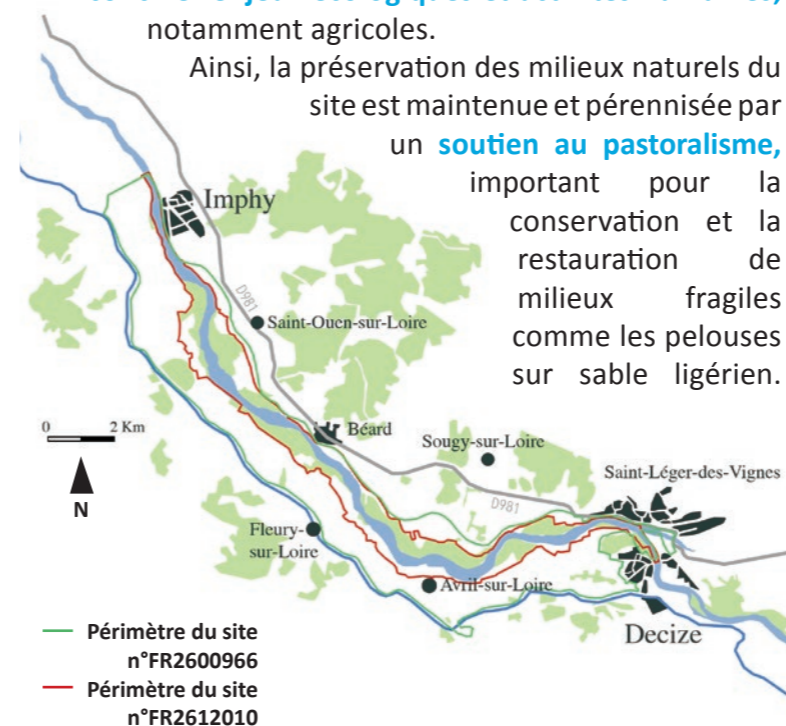 notamment agricoles.
Ainsi, la préservation des milieux naturels du
site est maintenue et pérennisée par
un soutien au pastoralisme,
important pour la
conservation et la
restauration de
milieux fragiles
comme les pelouses
sur sable ligérien.
Imphy
D981
Saint-Ouen-sur-Loire
0 2 Km
N
Béard
Sougy-sur-Loire
Saint-Léger-des-Vignes
D981
Fleury-
sur-Loire
Avril-sur-Loire
Decize
Périmètre du site
n°FR2600966
Périmètre du site
n°FR2612010